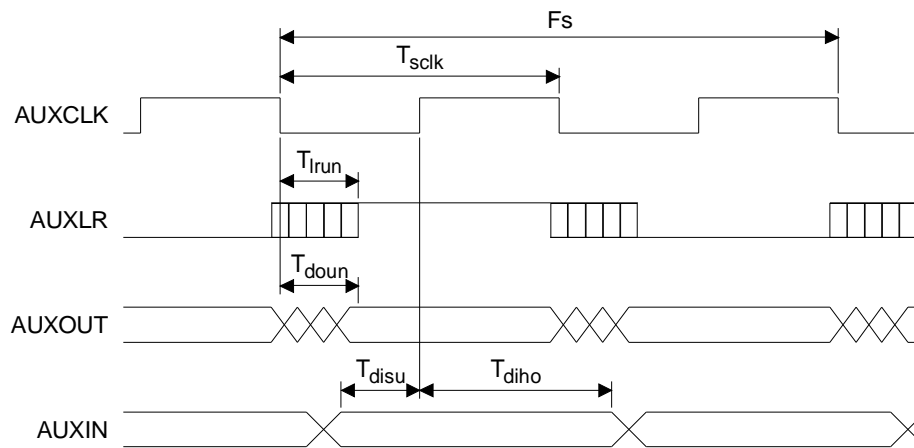 Fs
Tsclk
AUXCLK
Tlrun
AUXLR
Tdoun
AUXOUT
Tdisu Tdiho
AUXIN